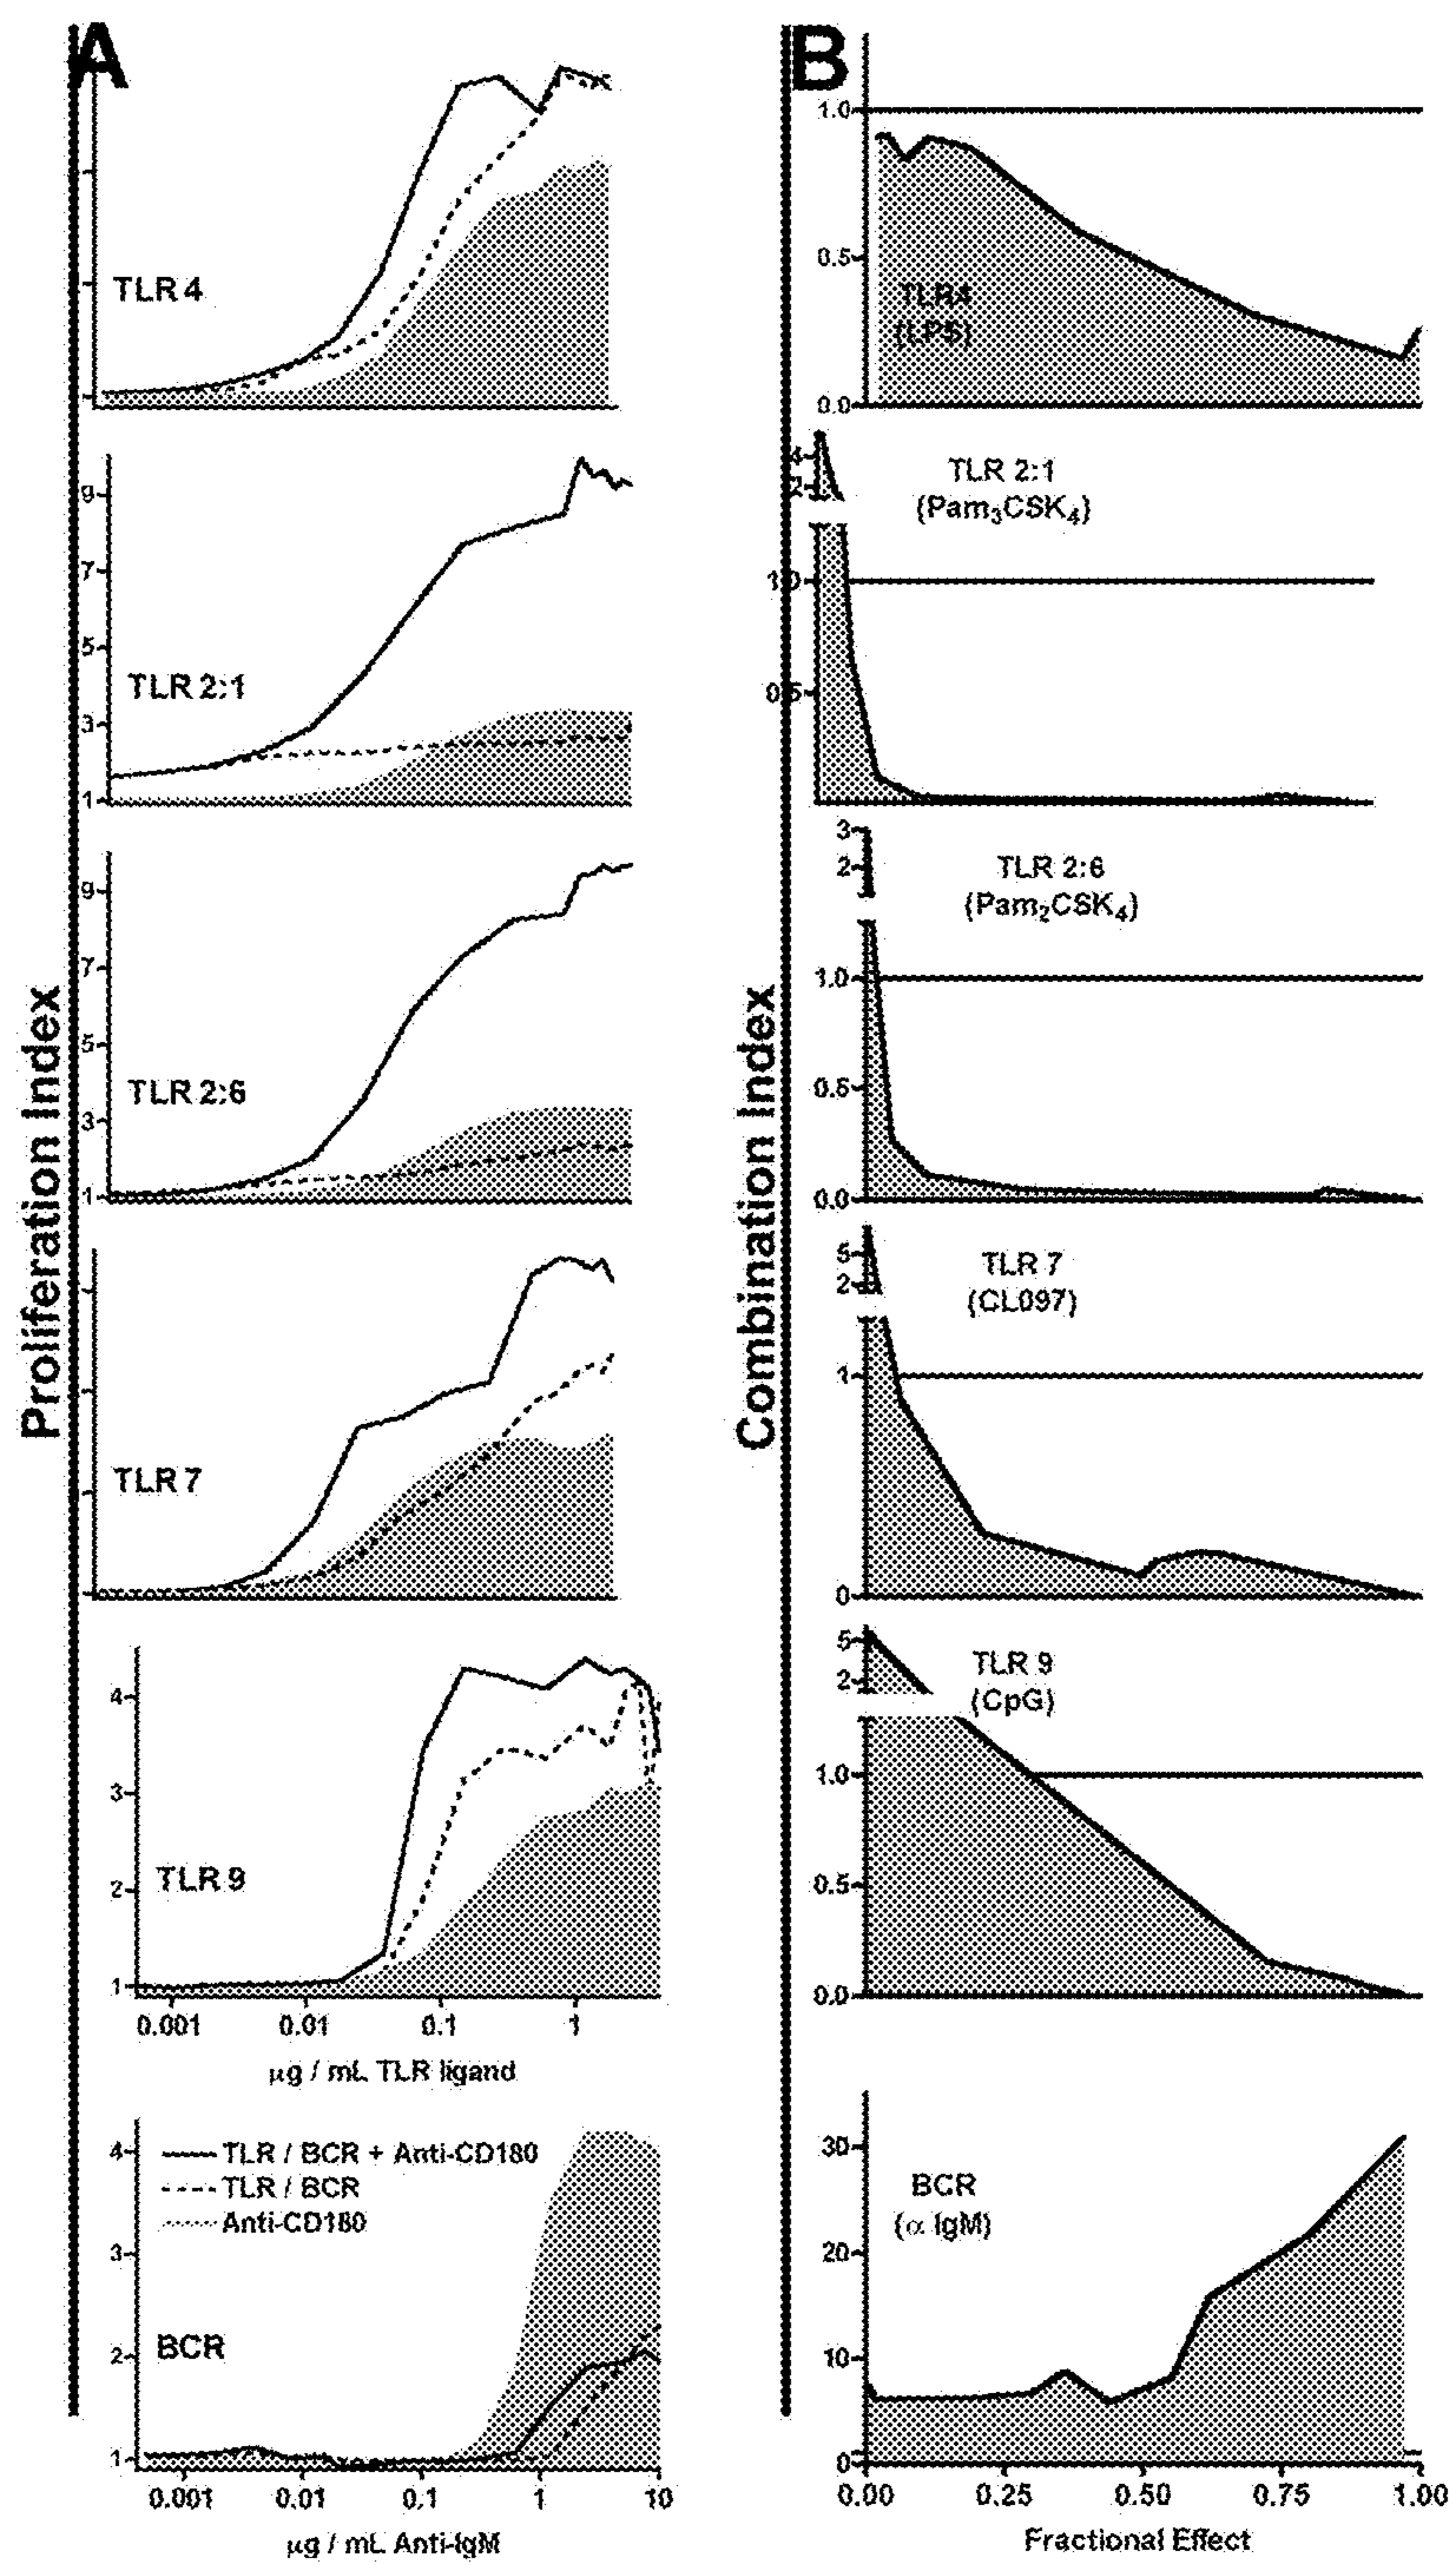 A
Proliferation Index
TLR 4
9
7
5
3
1
TLR 2:1
9
7
5
3
1
TLR 2:6
TLR 7
4
3
2
1
TLR 9
0.001 0.01 0.1 1
µg / mL TLR ligand
4
3
2
1
TLR / BCR + Anti-CD180
TLR / BCR
Anti-CD180
BCR
0.001 0.01 0.1 1 10
µg / mL Anti-IgM
B
Combination Index
1.0
0.5
0.0
TLR4
(LPS)
4
2
1.0
0.5
TLR 2:1
(Pam3CSK4)
3
2
1.0
0.5
0.0
TLR 2:6
(Pam2CSK4)
5
2
1
0
TLR 7
(CL097)
5
2
1.0
0.5
0.0
TLR 9
(CpG)
30
20
10
0
BCR
(α IgM)
0.00 0.25 0.50 0.75 1.00
Fractional Effect